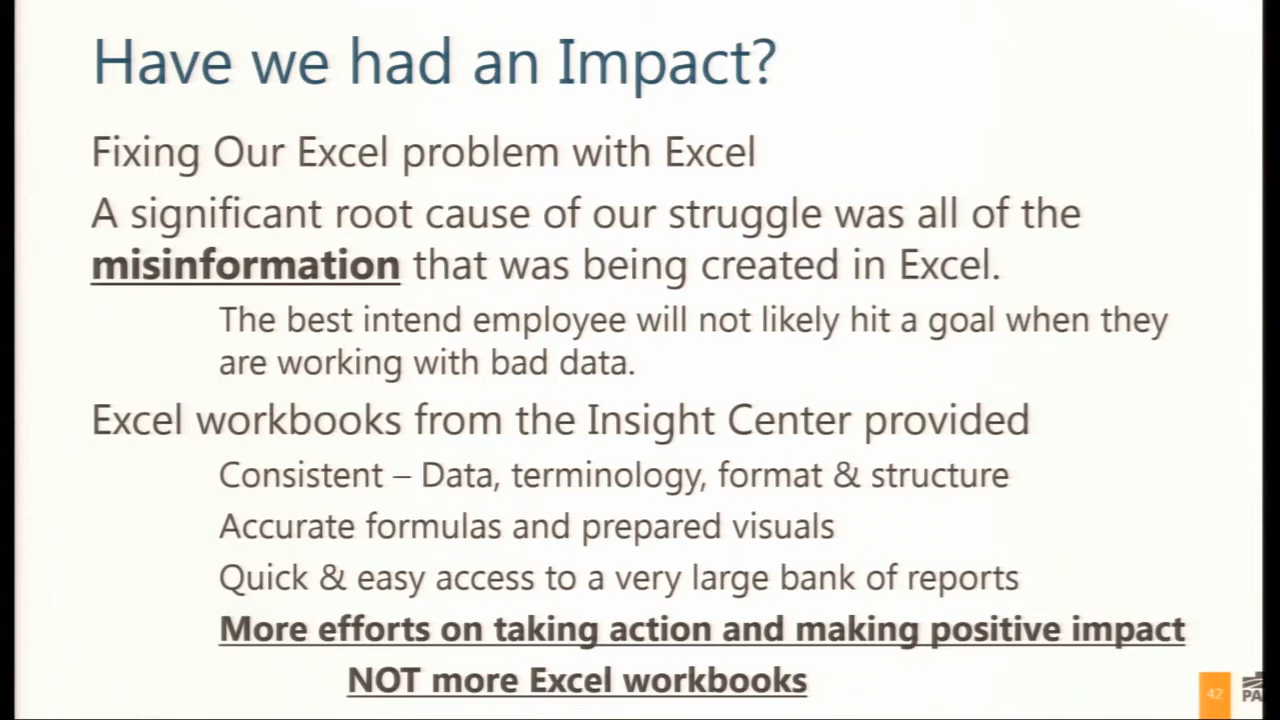 Have we had an Impact?
Fixing Our Excel problem with Excel
A significant root cause of our struggle was all of the
misinformation that was being created in Excel.
The best intend employee will not likely hit a goal when they
are working with bad data.
Excel workbooks from the Insight Center provided
Consistent – Data, terminology, format & structure
Accurate formulas and prepared visuals
Quick & easy access to a very large bank of reports
More efforts on taking action and making positive impact
NOT more Excel workbooks
42
PA